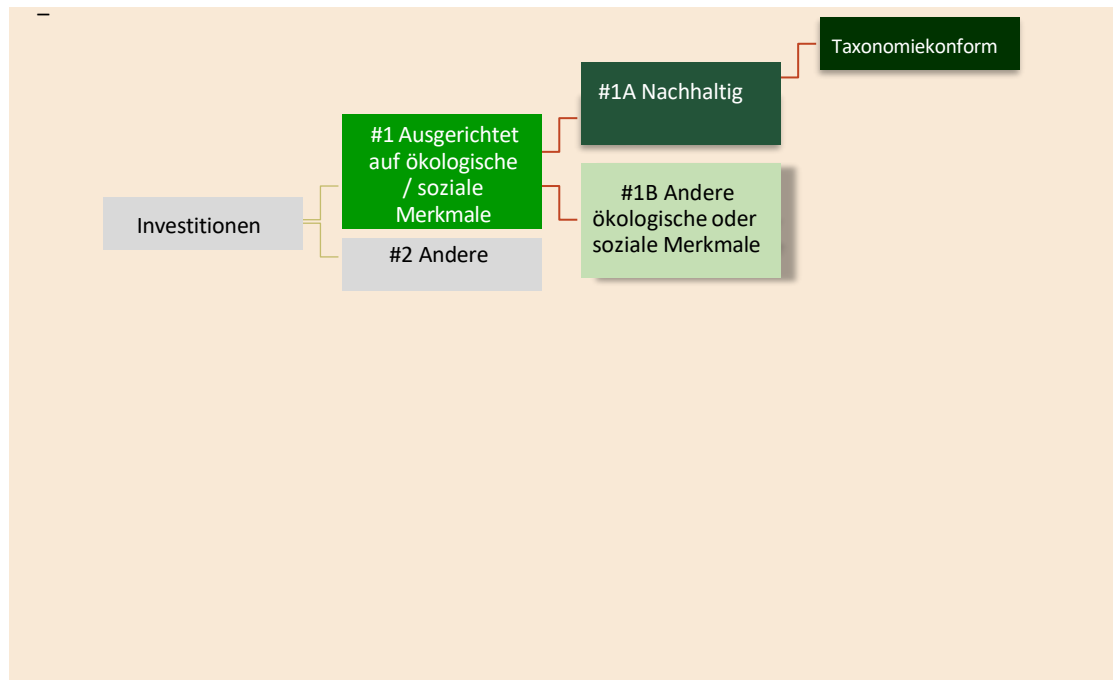 –
Taxonomiekonform
#1A Nachhaltig
#1 Ausgerichtet
auf ökologische
/ soziale
Merkmale
#1B Andere
ökologische oder
soziale Merkmale
Investitionen
#2 Andere